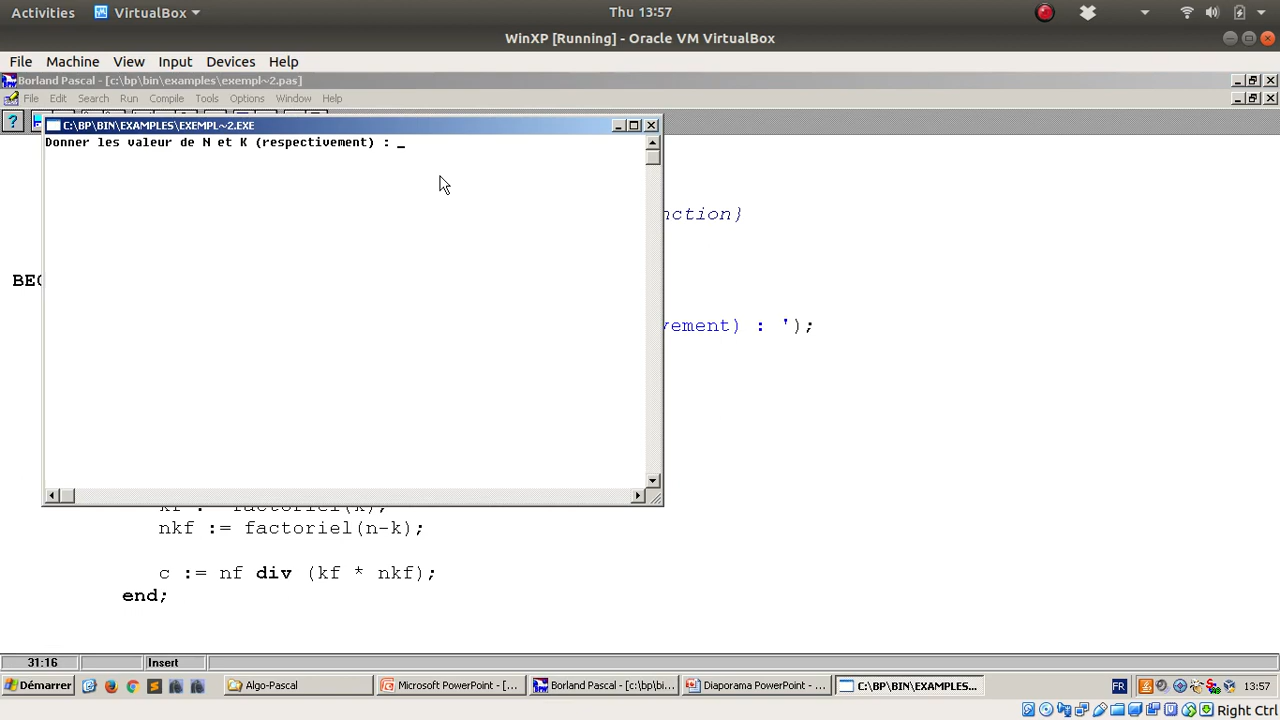 Activities VirtualBox Thu 13:57
WinXP [Running] - Oracle VM VirtualBox
File Machine View Input Devices Help
Borland Pascal - [c:\bp\bin\examples\exempl~2.pas]
File Edit Search Run Compile Tools Options Window Help
C:\BP\BIN\EXAMPLES\EXEMPL~2.EXE
Donner les valeur de N et K (respectivement) : _
nction}
BEG
vement) : ');
kf := factoriel(k);
nkf := factoriel(n-k);
c := nf div (kf * nkf);
end;
31:16 Insert
Démarrer Algo-Pascal Microsoft PowerPoint - [... Borland Pascal - [c:\bp\bi... Diaporama PowerPoint - ... C:\BP\BIN\EXAMPLES... FR 13:57
Right Ctrl